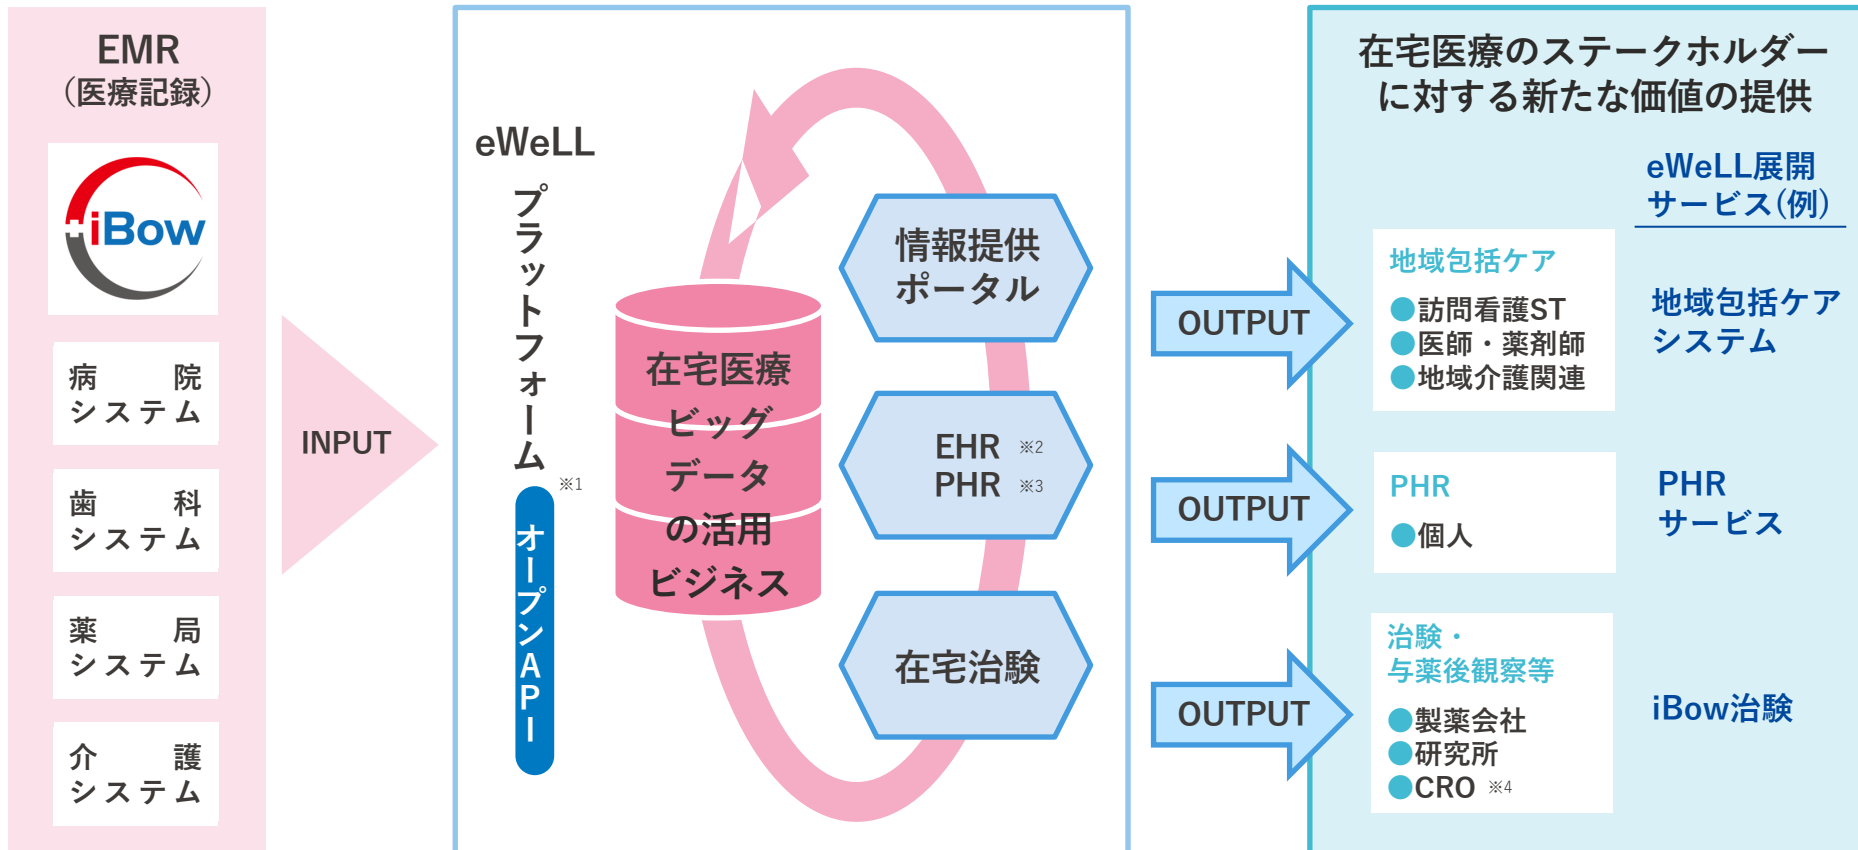 EMR
（医療記録）
iBow
病院
システム
歯科
システム
薬局
システム
介護
システム
INPUT
eWeLL
プラットフォーム
※1
オープンAPI
在宅医療
ビッグ
データ
の活用
ビジネス
情報提供
ポータル
EHR ※2
PHR ※3
在宅治験
OUTPUT
OUTPUT
OUTPUT
在宅医療のステークホルダー
に対する新たな価値の提供
eWeLL展開
サービス(例)
地域包括ケア
●訪問看護ST
●医師・薬剤師
●地域介護関連
地域包括ケア
システム
PHR
●個人
PHR
サービス
治験・
与薬後観察等
●製薬会社
●研究所
●CRO ※4
iBow治験